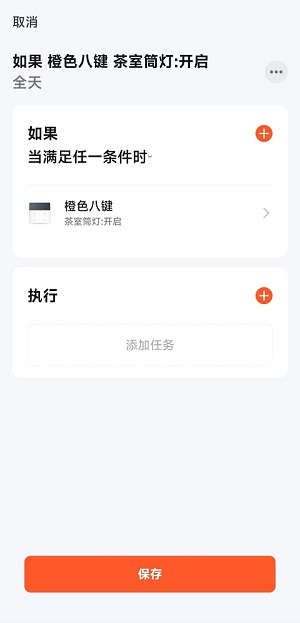 取消
如果 橙色八键 茶室筒灯:开启
全天
如果
当满足任一条件时
橙色八键
茶室筒灯:开启
执行
添加任务
保存